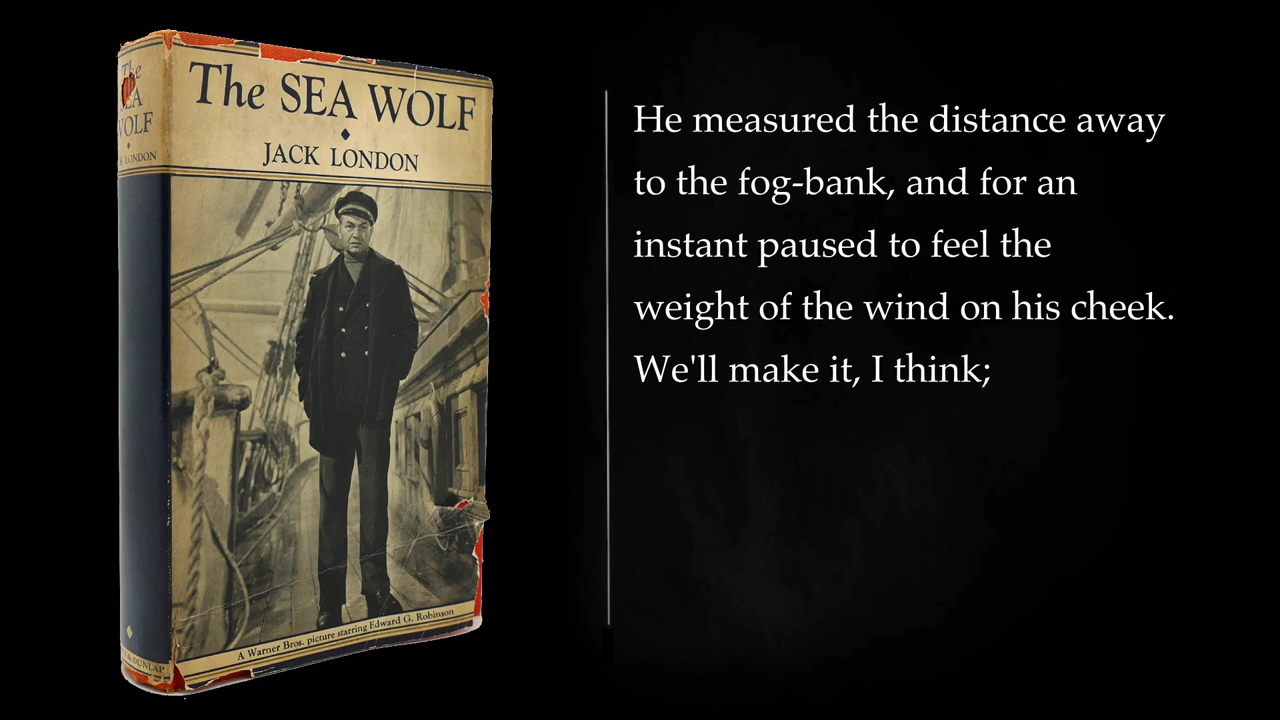 The
SEA
WOLF
LONDON
DUNLAP
The SEA WOLF
JACK LONDON
A Warner Bros. picture starring Edward G. Robinson
He measured the distance away
to the fog-bank, and for an
instant paused to feel the
weight of the wind on his cheek.
We'll make it, I think;